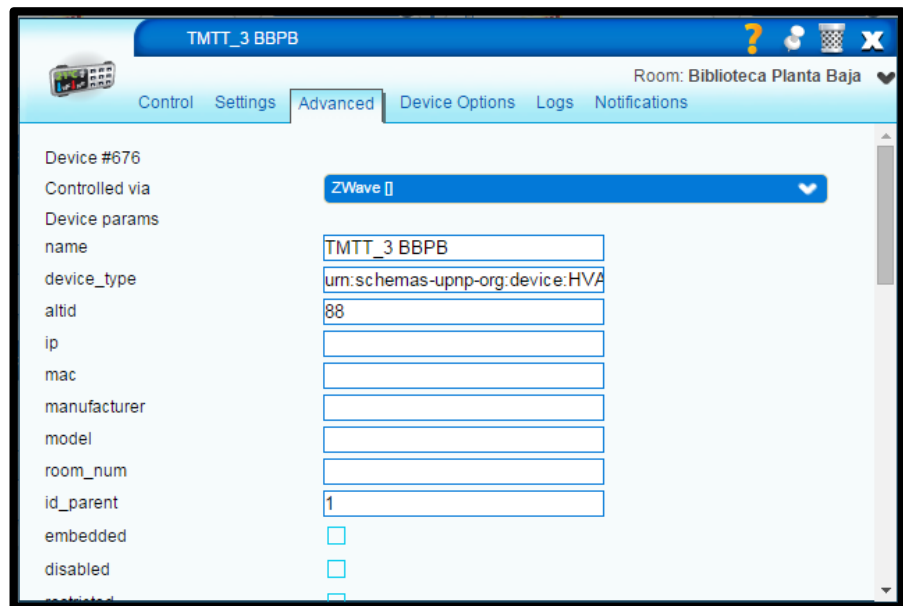 TMTT_3 BBPB
Room: Biblioteca Planta Baja
Control Settings Advanced Device Options Logs Notifications
Device #676
Controlled via ZWave []
Device params
name TMTT_3 BBPB
device_type urn:schemas-upnp-org:device:HVA
altid 88
ip
mac
manufacturer
model
room_num
id_parent 1
embedded
disabled
restricted